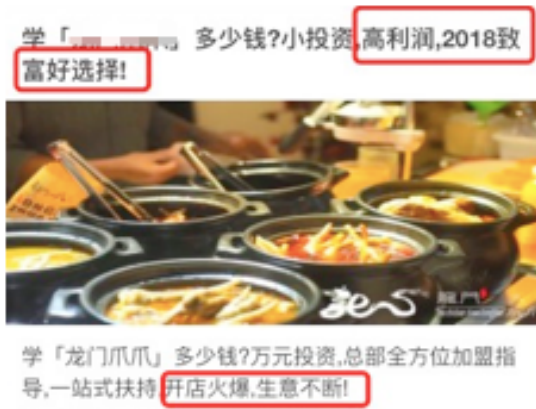 学「 」多少钱?小投资,高利润,2018致
富好选择!
龍門
学「龙门爪爪」多少钱?万元投资,总部全方位加盟指
导,一站式扶持,开店火爆,生意不断!